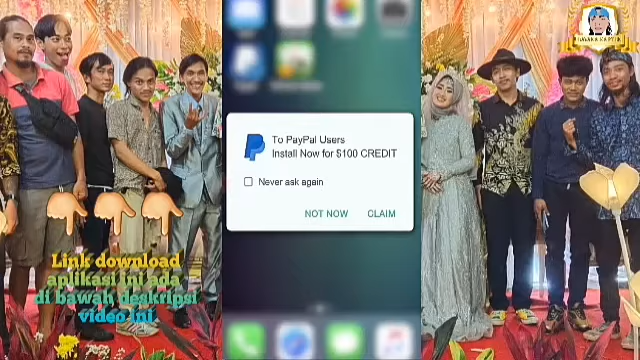 To PayPal Users
Install Now for $100 CREDIT
Never ask again
NOT NOW
CLAIM
Link download
aplikasi ini ada
di bawah deskripsi
video ini